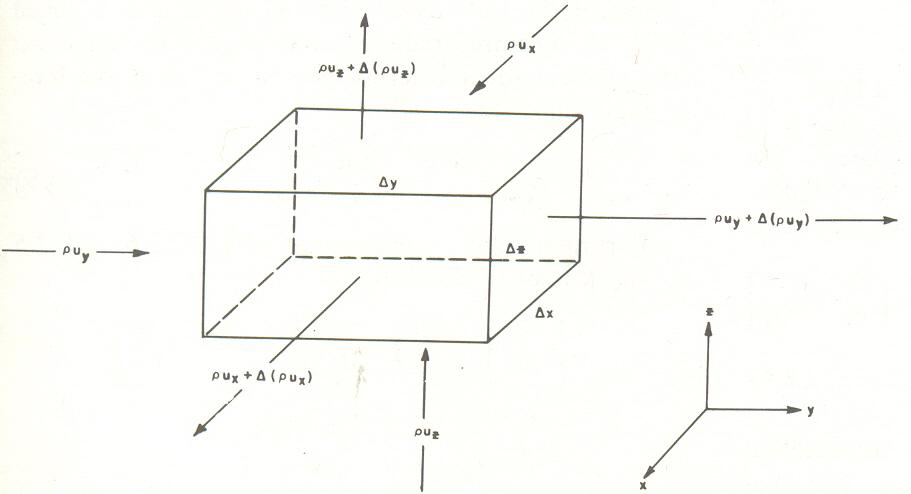 ρux
ρuz + Δ(ρuz)
Δy
ρuy + Δ(ρuy)
ρuy
Δz
Δx
z
ρux + Δ(ρux)
y
ρuz
x